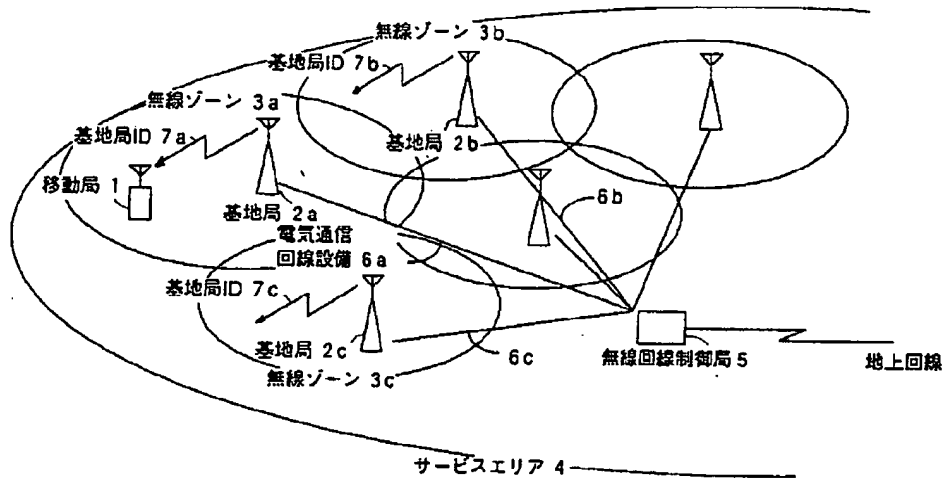 無線ゾーン 3b
基地局ID 7b
無線ゾーン 3a
基地局ID 7a
基地局 2b
移動局 1
基地局 2a
6b
電気通信
回線設備 6a
基地局ID 7c
基地局 2c
6c
無線回線制御局 5
地上回線
無線ゾーン 3c
サービスエリア 4